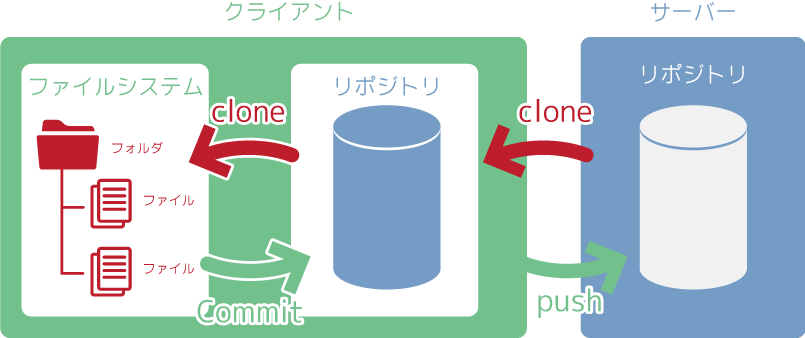 クライアント
サーバー
ファイルシステム
リポジトリ
リポジトリ
clone
clone
フォルダ
ファイル
ファイル
Commit
push